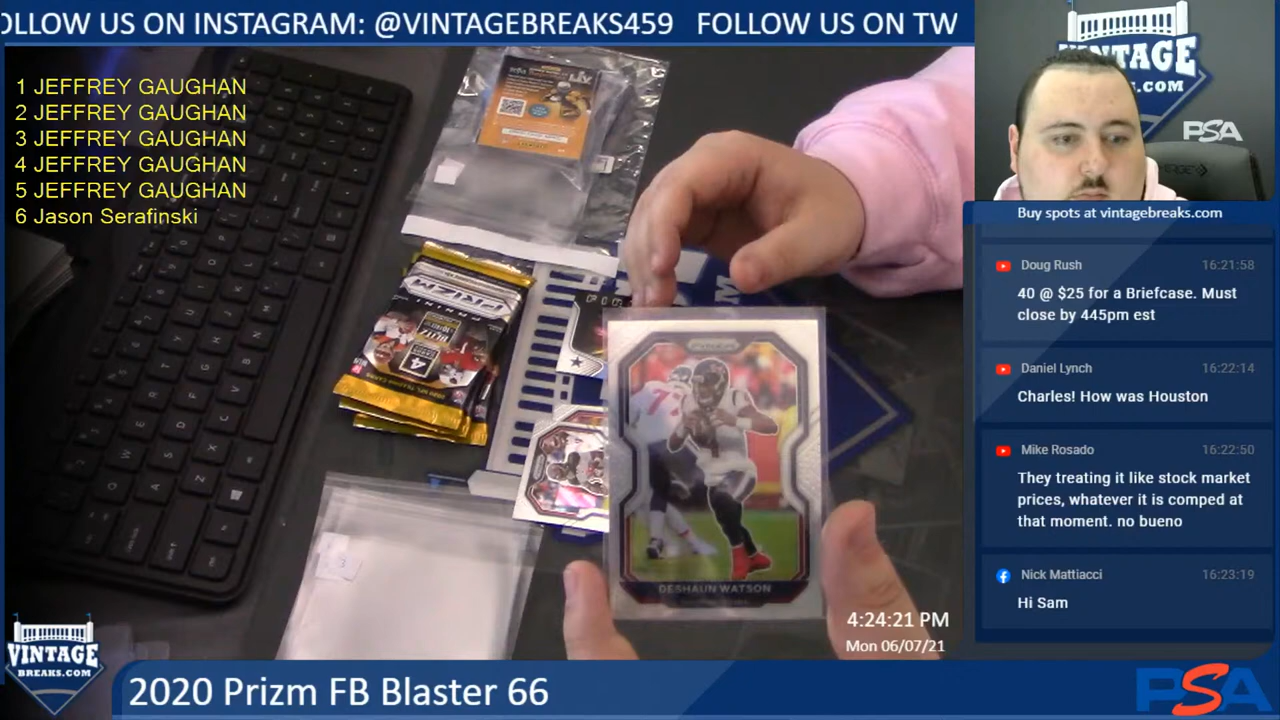 OLLOW US ON INSTAGRAM: @VINTAGEBREAKS459 FOLLOW US ON TW
1 JEFFREY GAUGHAN
2 JEFFREY GAUGHAN
3 JEFFREY GAUGHAN
4 JEFFREY GAUGHAN
5 JEFFREY GAUGHAN
6 Jason Serafinski
VINTAGE
.COM
PSA
Buy spots at vintagebreaks.com
Doug Rush 16:21:58
40 @ $25 for a Briefcase. Must
close by 445pm est
Daniel Lynch 16:22:14
Charles! How was Houston
Mike Rosado 16:22:50
They treating it like stock market
prices, whatever it is comped at
that moment. no bueno
Nick Mattiacci 16:23:19
Hi Sam
LIV
PRIZM
4
PRIZM
DESHAUN WATSON
3
4:24:21 PM
Mon 06/07/21
VINTAGE
BREAKS.COM
2020 Prizm FB Blaster 66
PSA